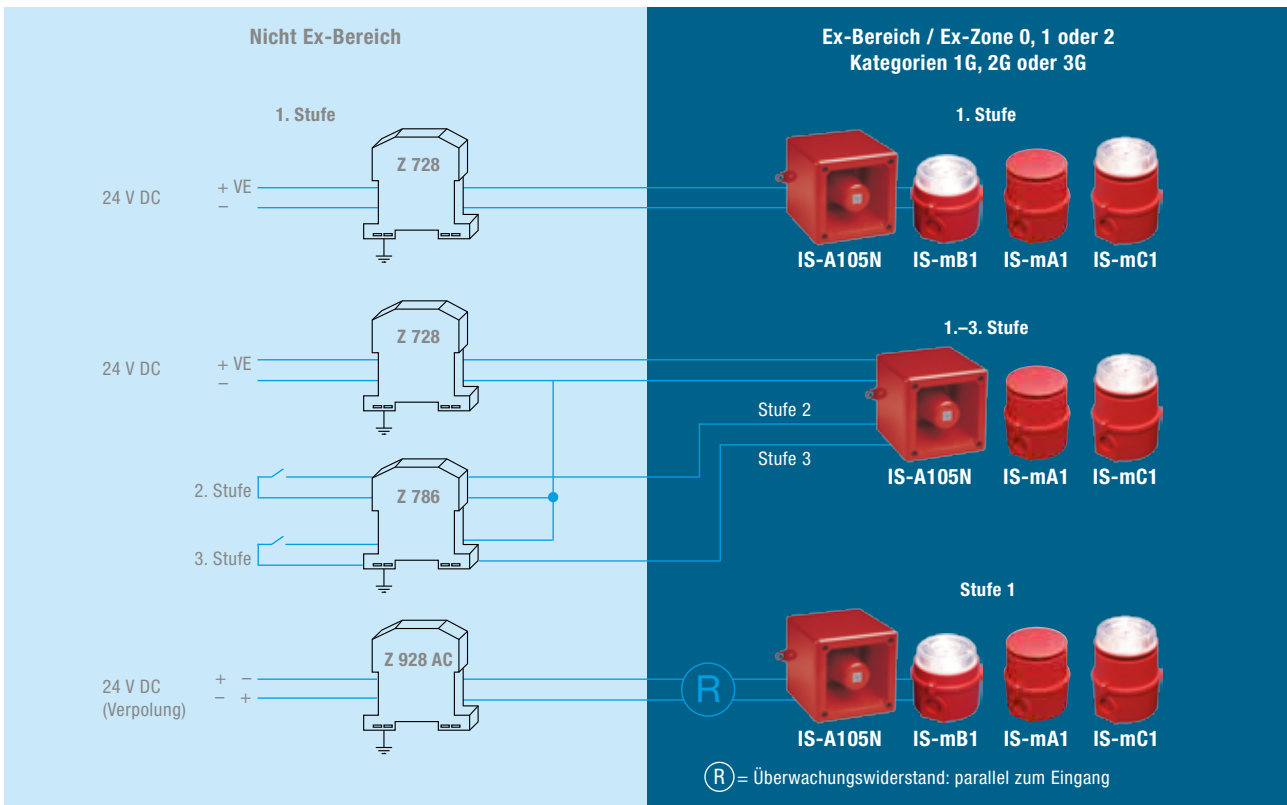 Nicht Ex-Bereich
Ex-Bereich / Ex-Zone 0, 1 oder 2
Kategorien 1G, 2G oder 3G
1. Stufe
1. Stufe
Z 728
24 V DC
+ VE
–
IS-A105N
IS-mB1
IS-mA1
IS-mC1
Z 728
1.–3. Stufe
24 V DC
+ VE
–
Stufe 2
Stufe 3
IS-A105N
IS-mA1
IS-mC1
2. Stufe
Z 786
3. Stufe
Stufe 1
Z 928 AC
24 V DC
(Verpolung)
+ –
– +
R
IS-A105N
IS-mB1
IS-mA1
IS-mC1
R = Überwachungswiderstand: parallel zum Eingang